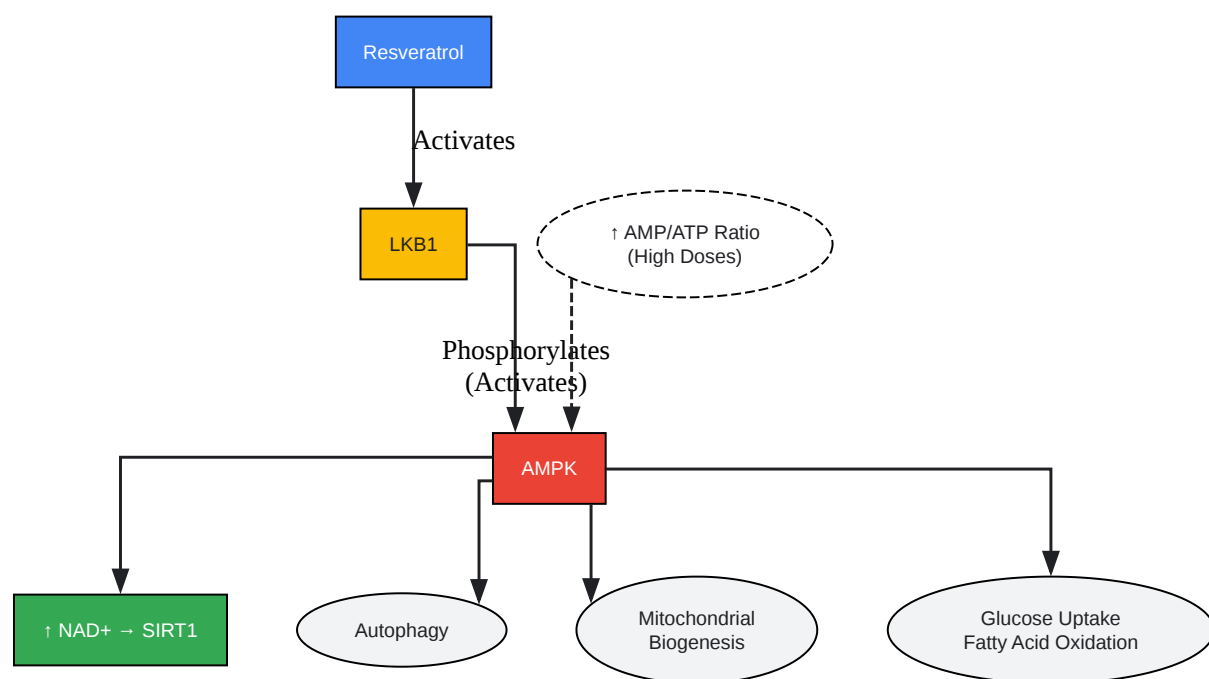 Resveratrol
Activates
LKB1
↑ AMP/ATP Ratio
(High Doses)
Phosphorylates
(Activates)
AMPK
↑ NAD+ → SIRT1
Autophagy
Mitochondrial
Biogenesis
Glucose Uptake
Fatty Acid Oxidation